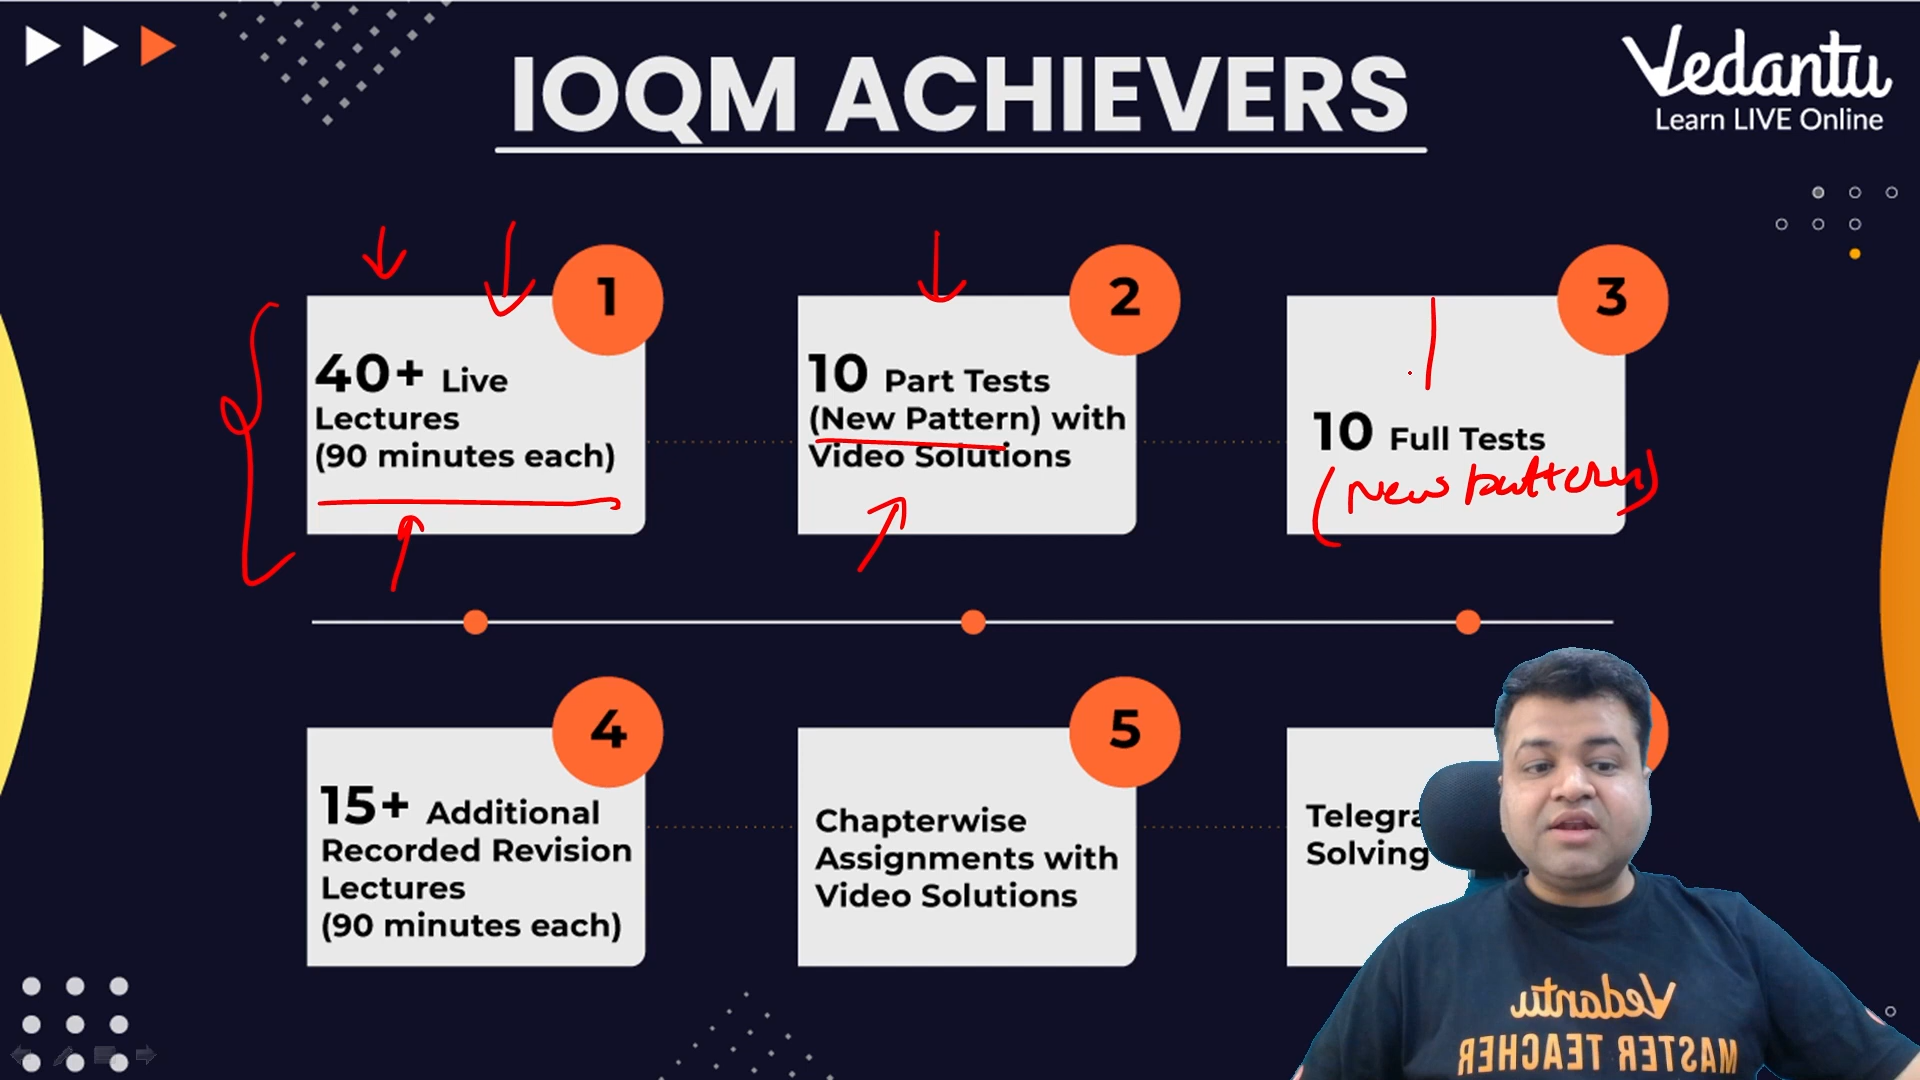 IOQM ACHIEVERS
Vedantu
Learn LIVE Online
1
40+ Live
Lectures
(90 minutes each)
2
10 Part Tests
(New Pattern) with
Video Solutions
3
10 Full Tests
(New pattern)
4
15+ Additional
Recorded Revision
Lectures
(90 minutes each)
5
Chapterwise
Assignments with
Video Solutions
Solving
Vedantu
MASTER TEACHER